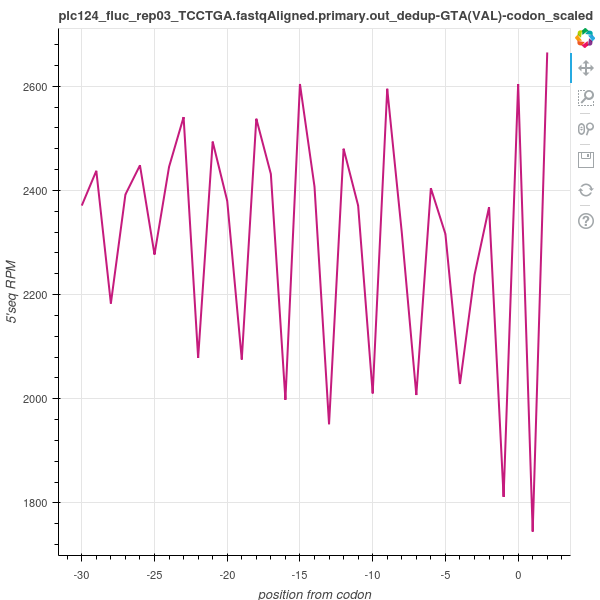 plc124_fluc_rep03_TCCTGA.fastqAligned.primary.out_dedup-GTA(VAL)-codon_scaled
2600
2400
2200
2000
1800
5'seq RPM
-30 -25 -20 -15 -10 -5 0
position from codon